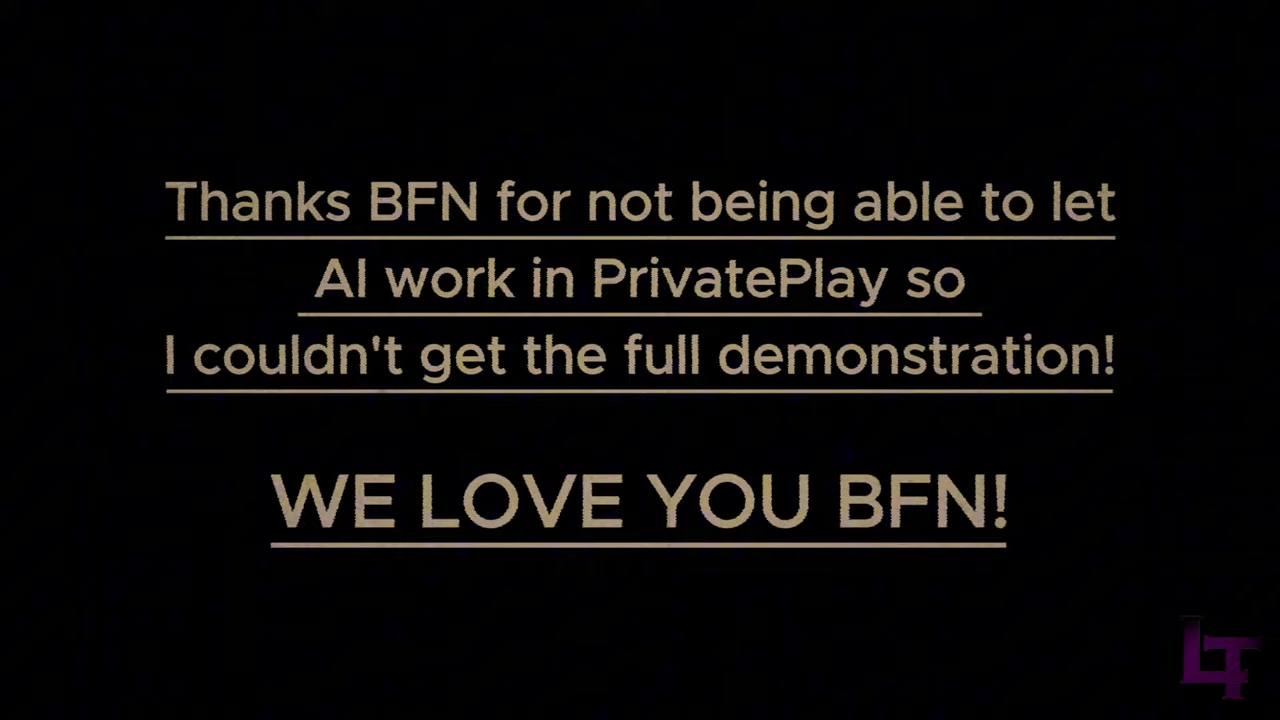 Thanks BFN for not being able to let
AI work in PrivatePlay so
I couldn't get the full demonstration!
WE LOVE YOU BFN!
LT